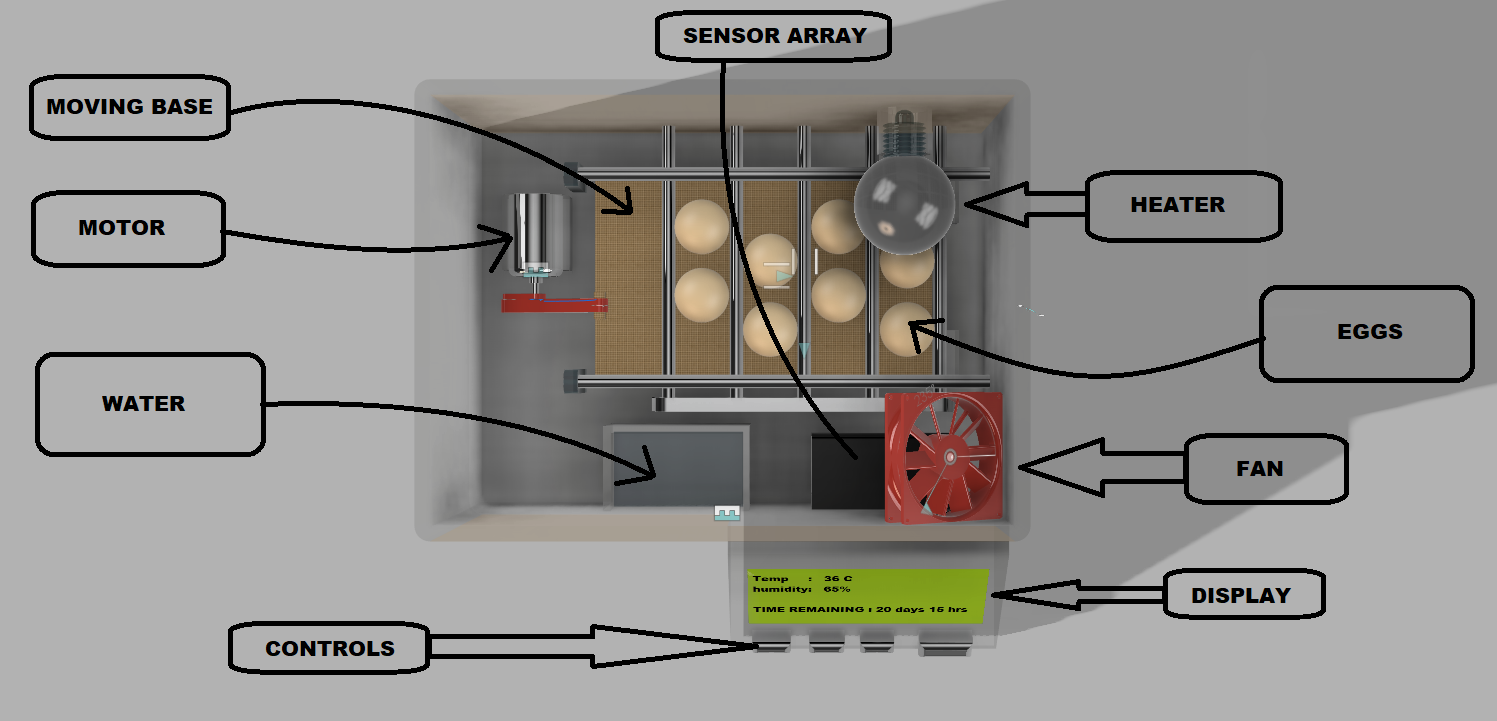 SENSOR ARRAY
MOVING BASE
MOTOR
HEATER
EGGS
WATER
FAN
Temp : 36 C
humidity: 65%
TIME REMAINING : 20 days 15 hrs
DISPLAY
CONTROLS